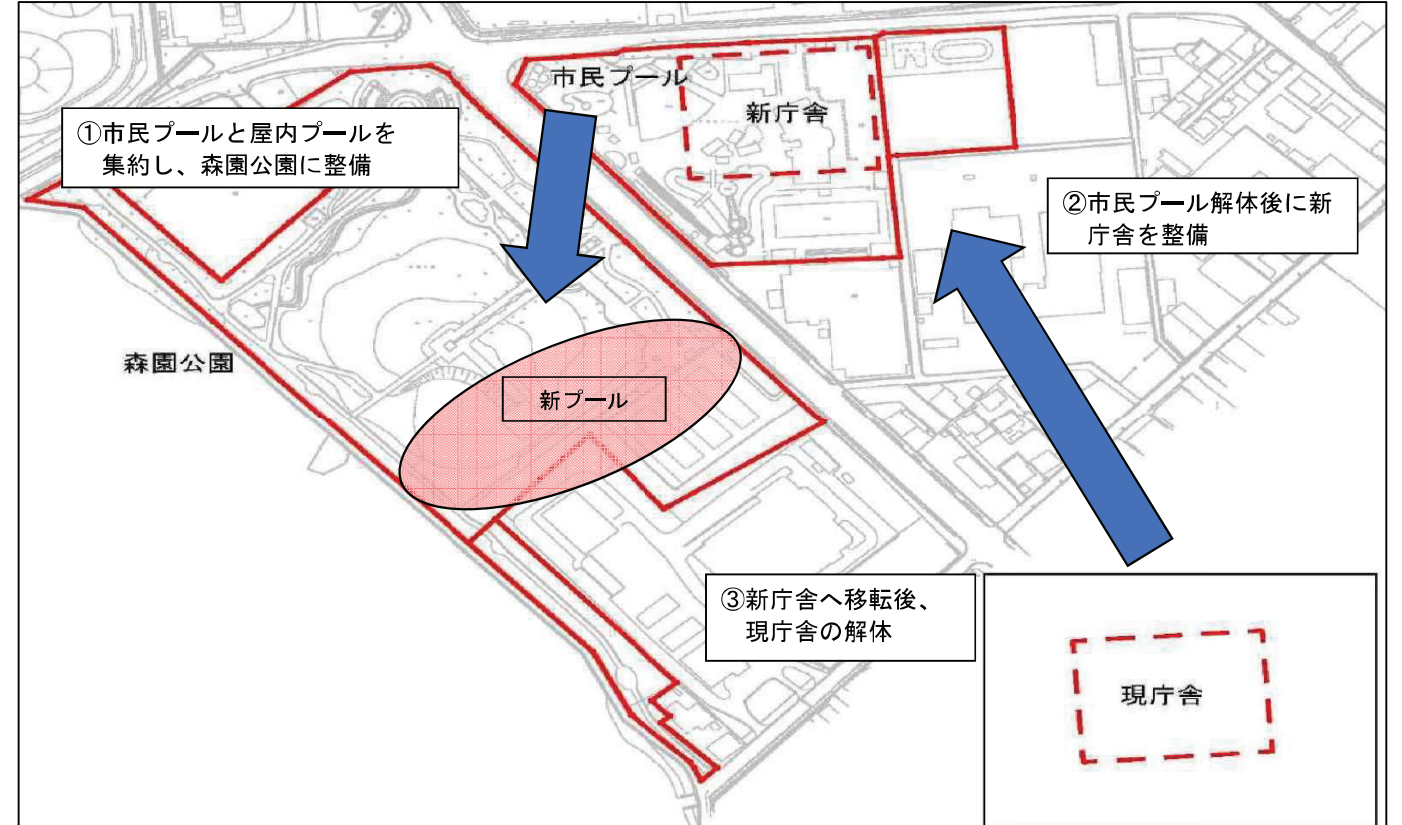 市民プール
新庁舎
①市民プールと屋内プールを
集約し、森園公園に整備
②市民プール解体後に新
庁舎を整備
森園公園
新プール
③新庁舎へ移転後、
現庁舎の解体
現庁舎